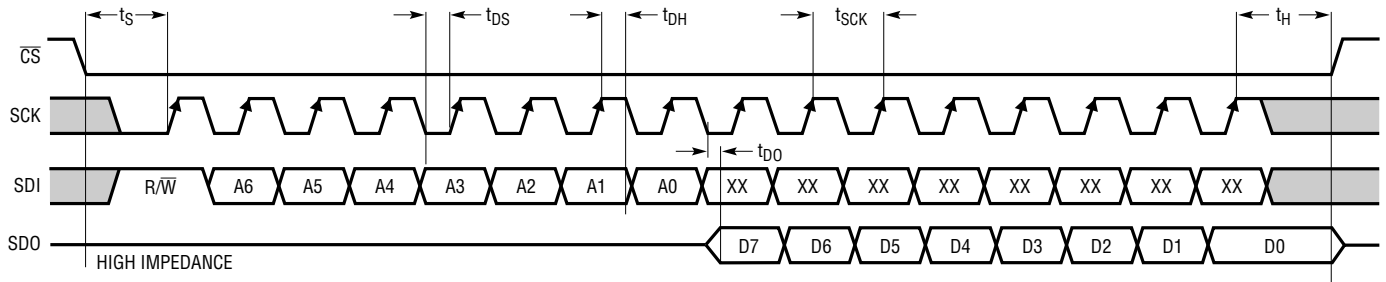 tS tDS tDH tSCK tH
CS
SCK
tDO
SDI R/W A6 A5 A4 A3 A2 A1 A0 XX XX XX XX XX XX XX XX
SDO D7 D6 D5 D4 D3 D2 D1 D0
HIGH IMPEDANCE